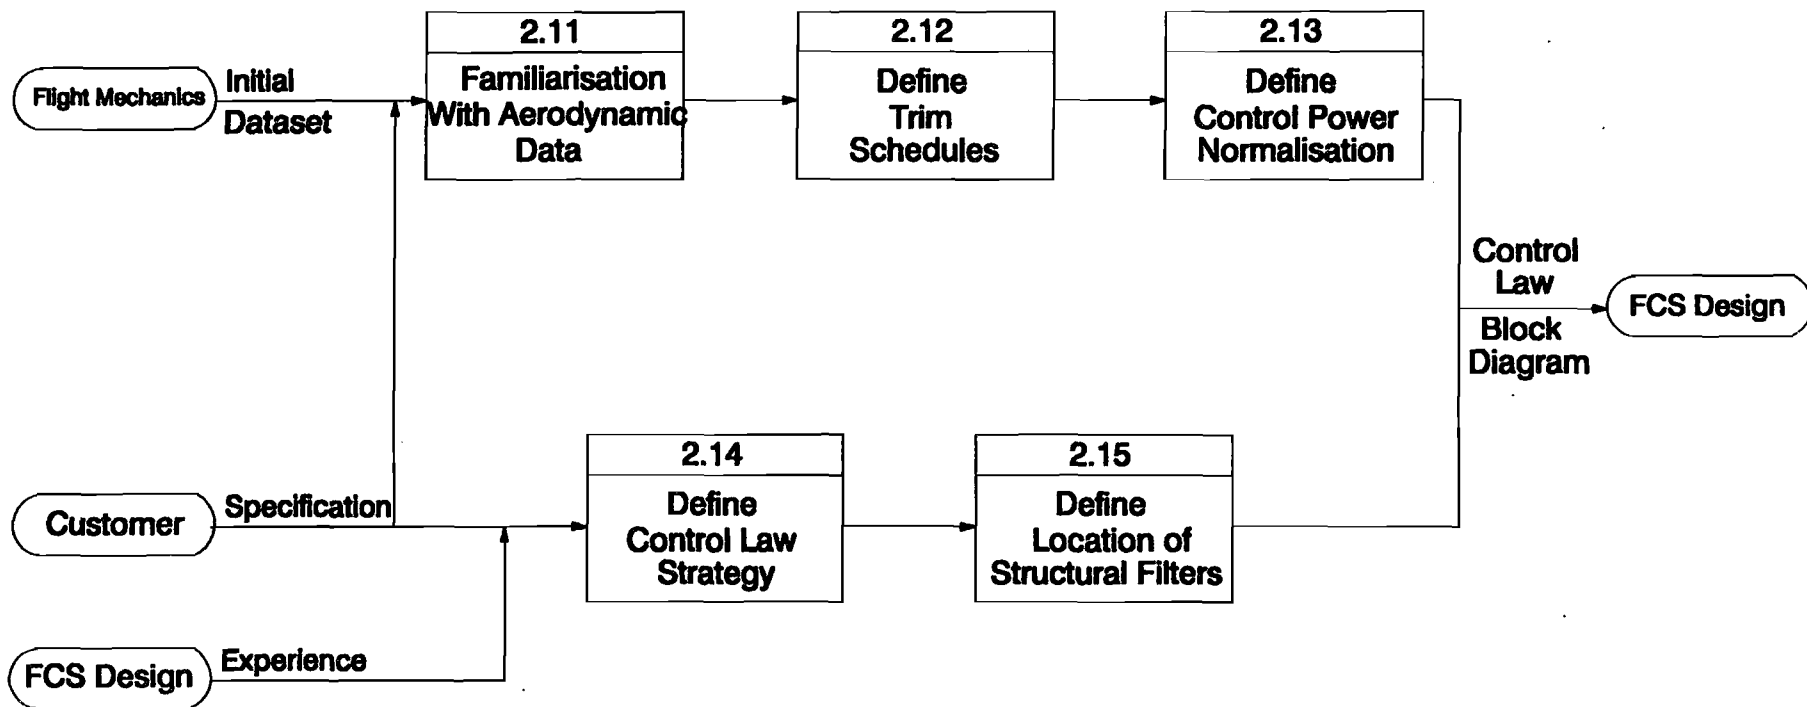 2.11
2.12
2.13
Flight Mechanics
Initial
Dataset
Familiarisation
With Aerodynamic
Data
Define
Trim
Schedules
Define
Control Power
Normalisation
Control
Law
Block
Diagram
FCS Design
2.14
2.15
Customer
Specification
Define
Control Law
Strategy
Define
Location of
Structural Filters
FCS Design
Experience